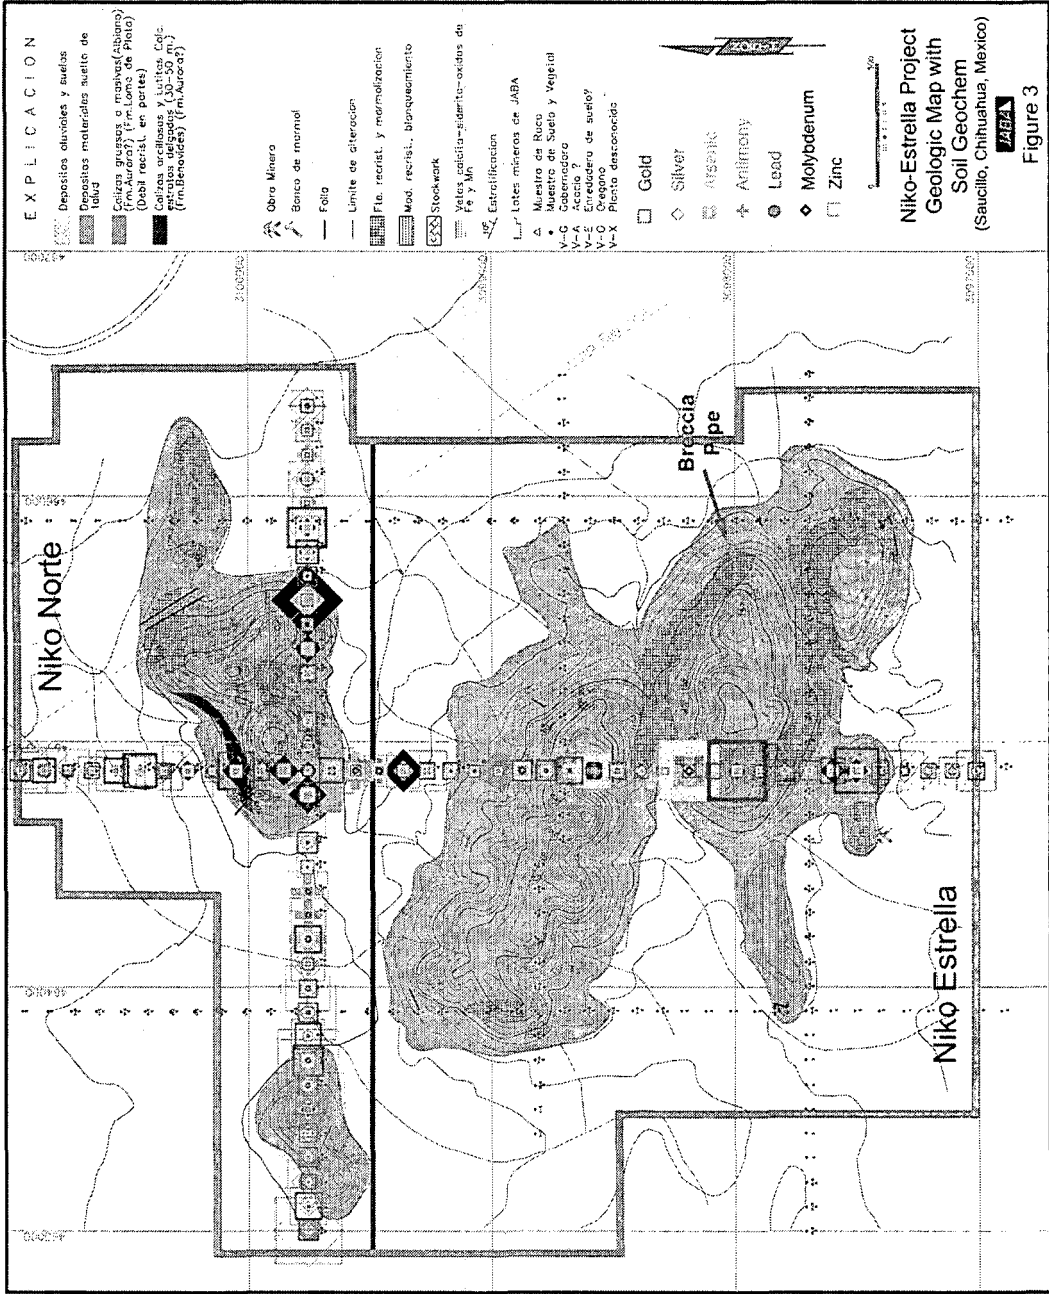 EXPLICACION
Depositos aluviales y suelos
Depositos materiales suelto de
talud
Calizas gruesas a masivas(Albiano)
(Fm.Aurora?) (Fm.Loma de Plata)
(Debil recrist. en partes)
Calizas arcillosas y Lutitas Calc.
estratos delgados (30-50 m.)
(Fm.Benavides) (Fm.Aurora?)
Obra Minera
Falla
Limite de alteracion
Fte. recrist. y marmolizacion
Mod. recrist., blanqueamiento
Stockwork
Vetas calcita-siderita-oxidos de
Fe y Mn
Estratificacion
Lotes mineros de JABA
Muestra de Roca
Muestra de Suelo y Vegetal
V-G Gobernadora
V-A Acacia ?
V-E Enredadera de suelo?
V-O Oregano ?
V-X Planta desconocida
Gold
Silver
Arsenic
Antimony
Lead
Molybdenum
Zinc
Niko-Estrella Project
Geologic Map with
Soil Geochem
(Saucillo, Chihuahua, Mexico)
JABA
Figure 3
Niko Norte
Breccia
Pipe
Niko Estrella